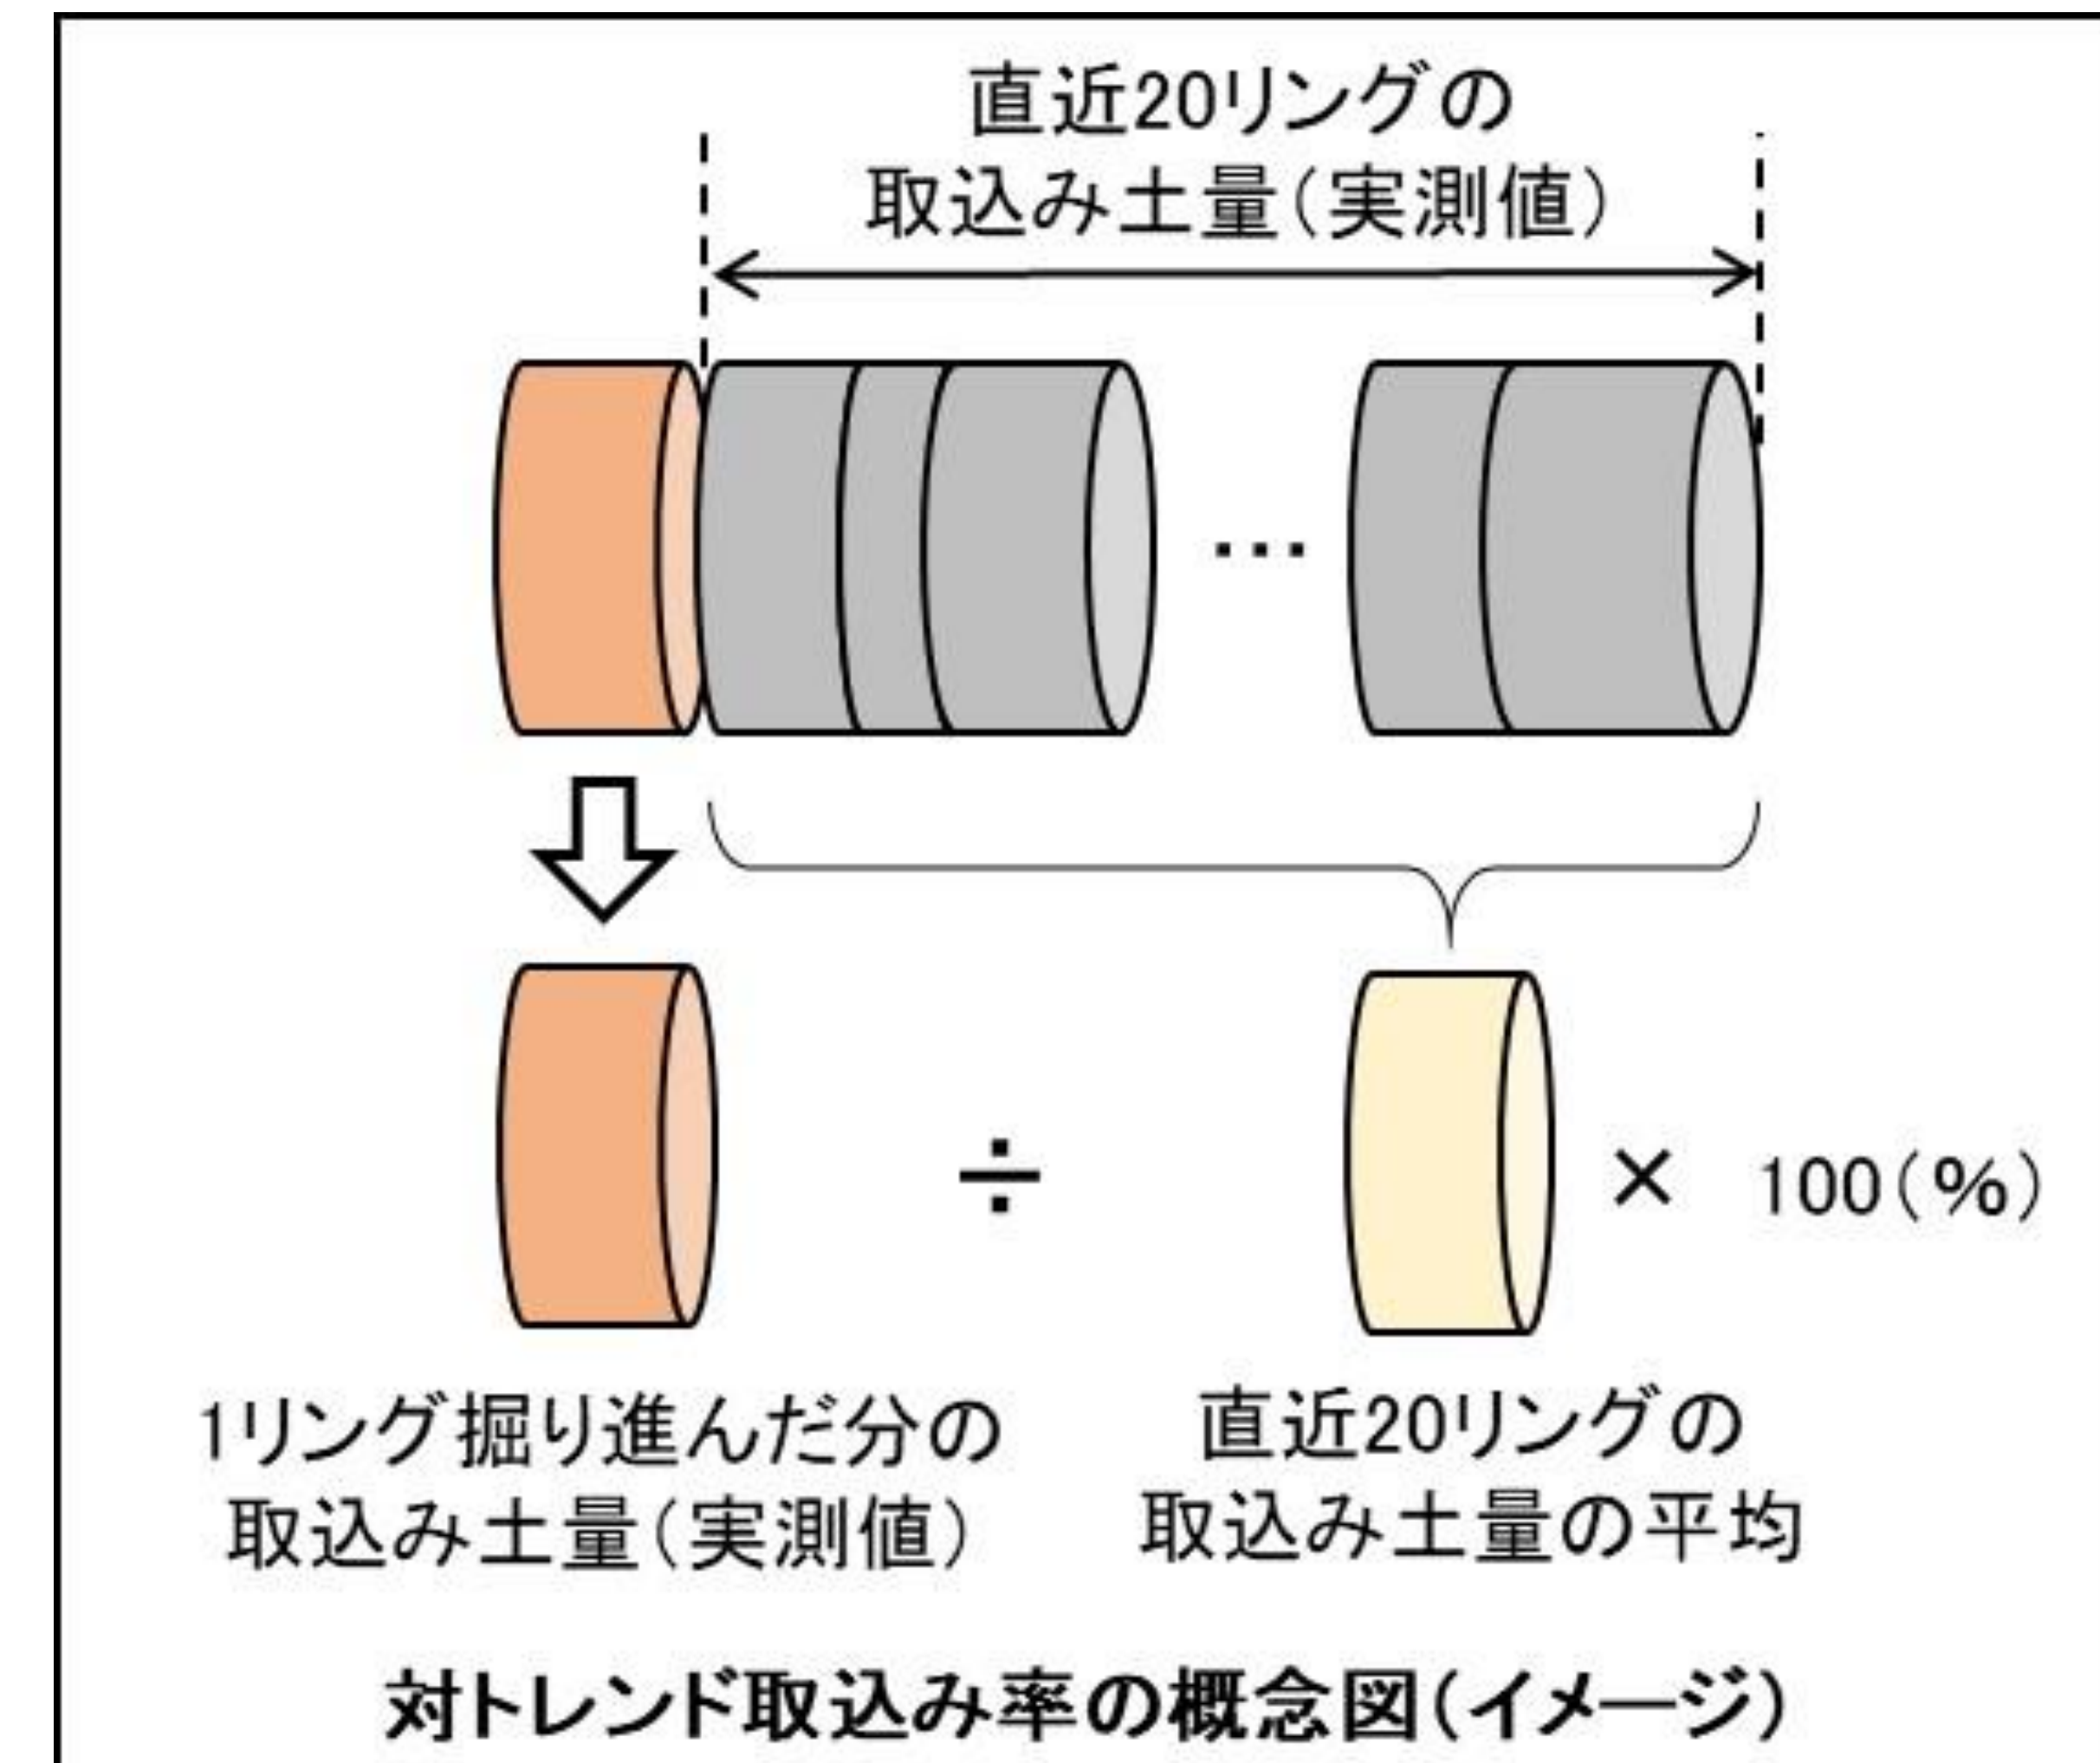 直近20リングの
取込み土量(実測値)
…
÷
× 100(%)
1リング掘り進んだ分の
取込み土量(実測値)
直近20リングの
取込み土量の平均
対トレンド取込み率の概念図(イメージ)